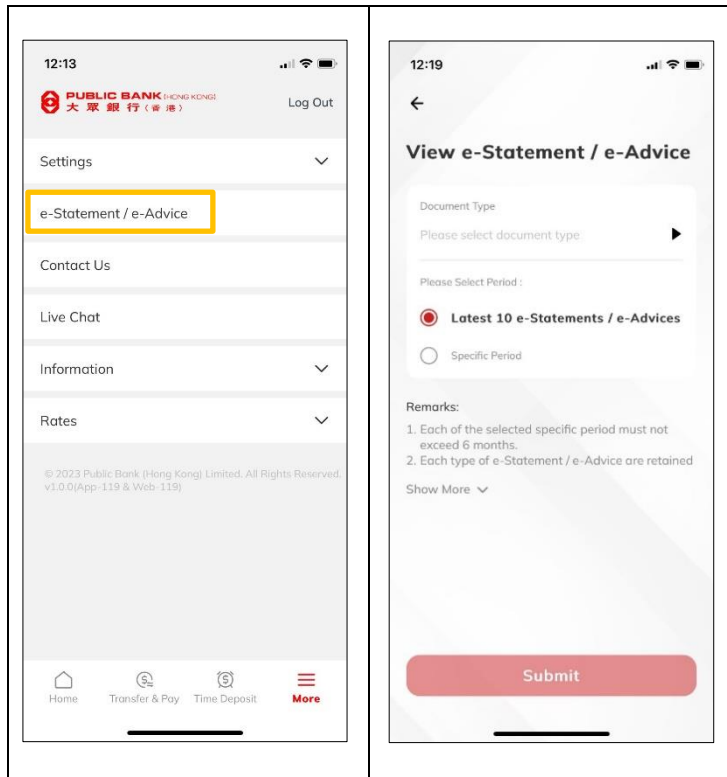 12:13
PUBLIC BANK (HONG KONG)
大眾銀行(香港)
Log Out
Settings
e-Statement / e-Advice
Contact Us
Live Chat
Information
Rates
© 2023 Public Bank (Hong Kong) Limited. All Rights Reserved.
v1.0.0(App-119 & Web-119)
Home
Transfer & Pay
Time Deposit
More
12:19
View e-Statement / e-Advice
Document Type
Please select document type
Please Select Period :
Latest 10 e-Statements / e-Advices
Specific Period
Remarks:
1. Each of the selected specific period must not
exceed 6 months.
2. Each type of e-Statement / e-Advice are retained
Show More
Submit